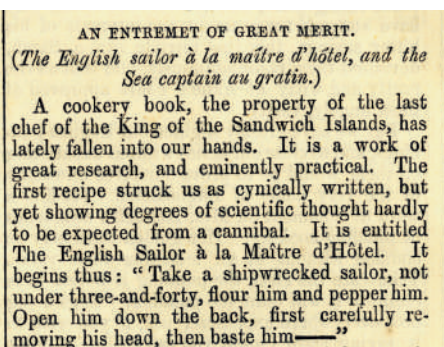 AN ENTREMET OF GREAT MERIT.
(The English sailor à la maître d'hôtel, and the
Sea captain au gratin.)
A cookery book, the property of the last
chef of the King of the Sandwich Islands, has
lately fallen into our hands. It is a work of
great research, and eminently practical. The
first recipe struck us as cynically written, but
yet showing degrees of scientific thought hardly
to be expected from a cannibal. It is entitled
The English Sailor à la Maître d'Hôtel. It
begins thus: “Take a shipwrecked sailor, not
under three-and-forty, flour him and pepper him.
Open him down the back, first carefully re-
moving his head, then baste him——”